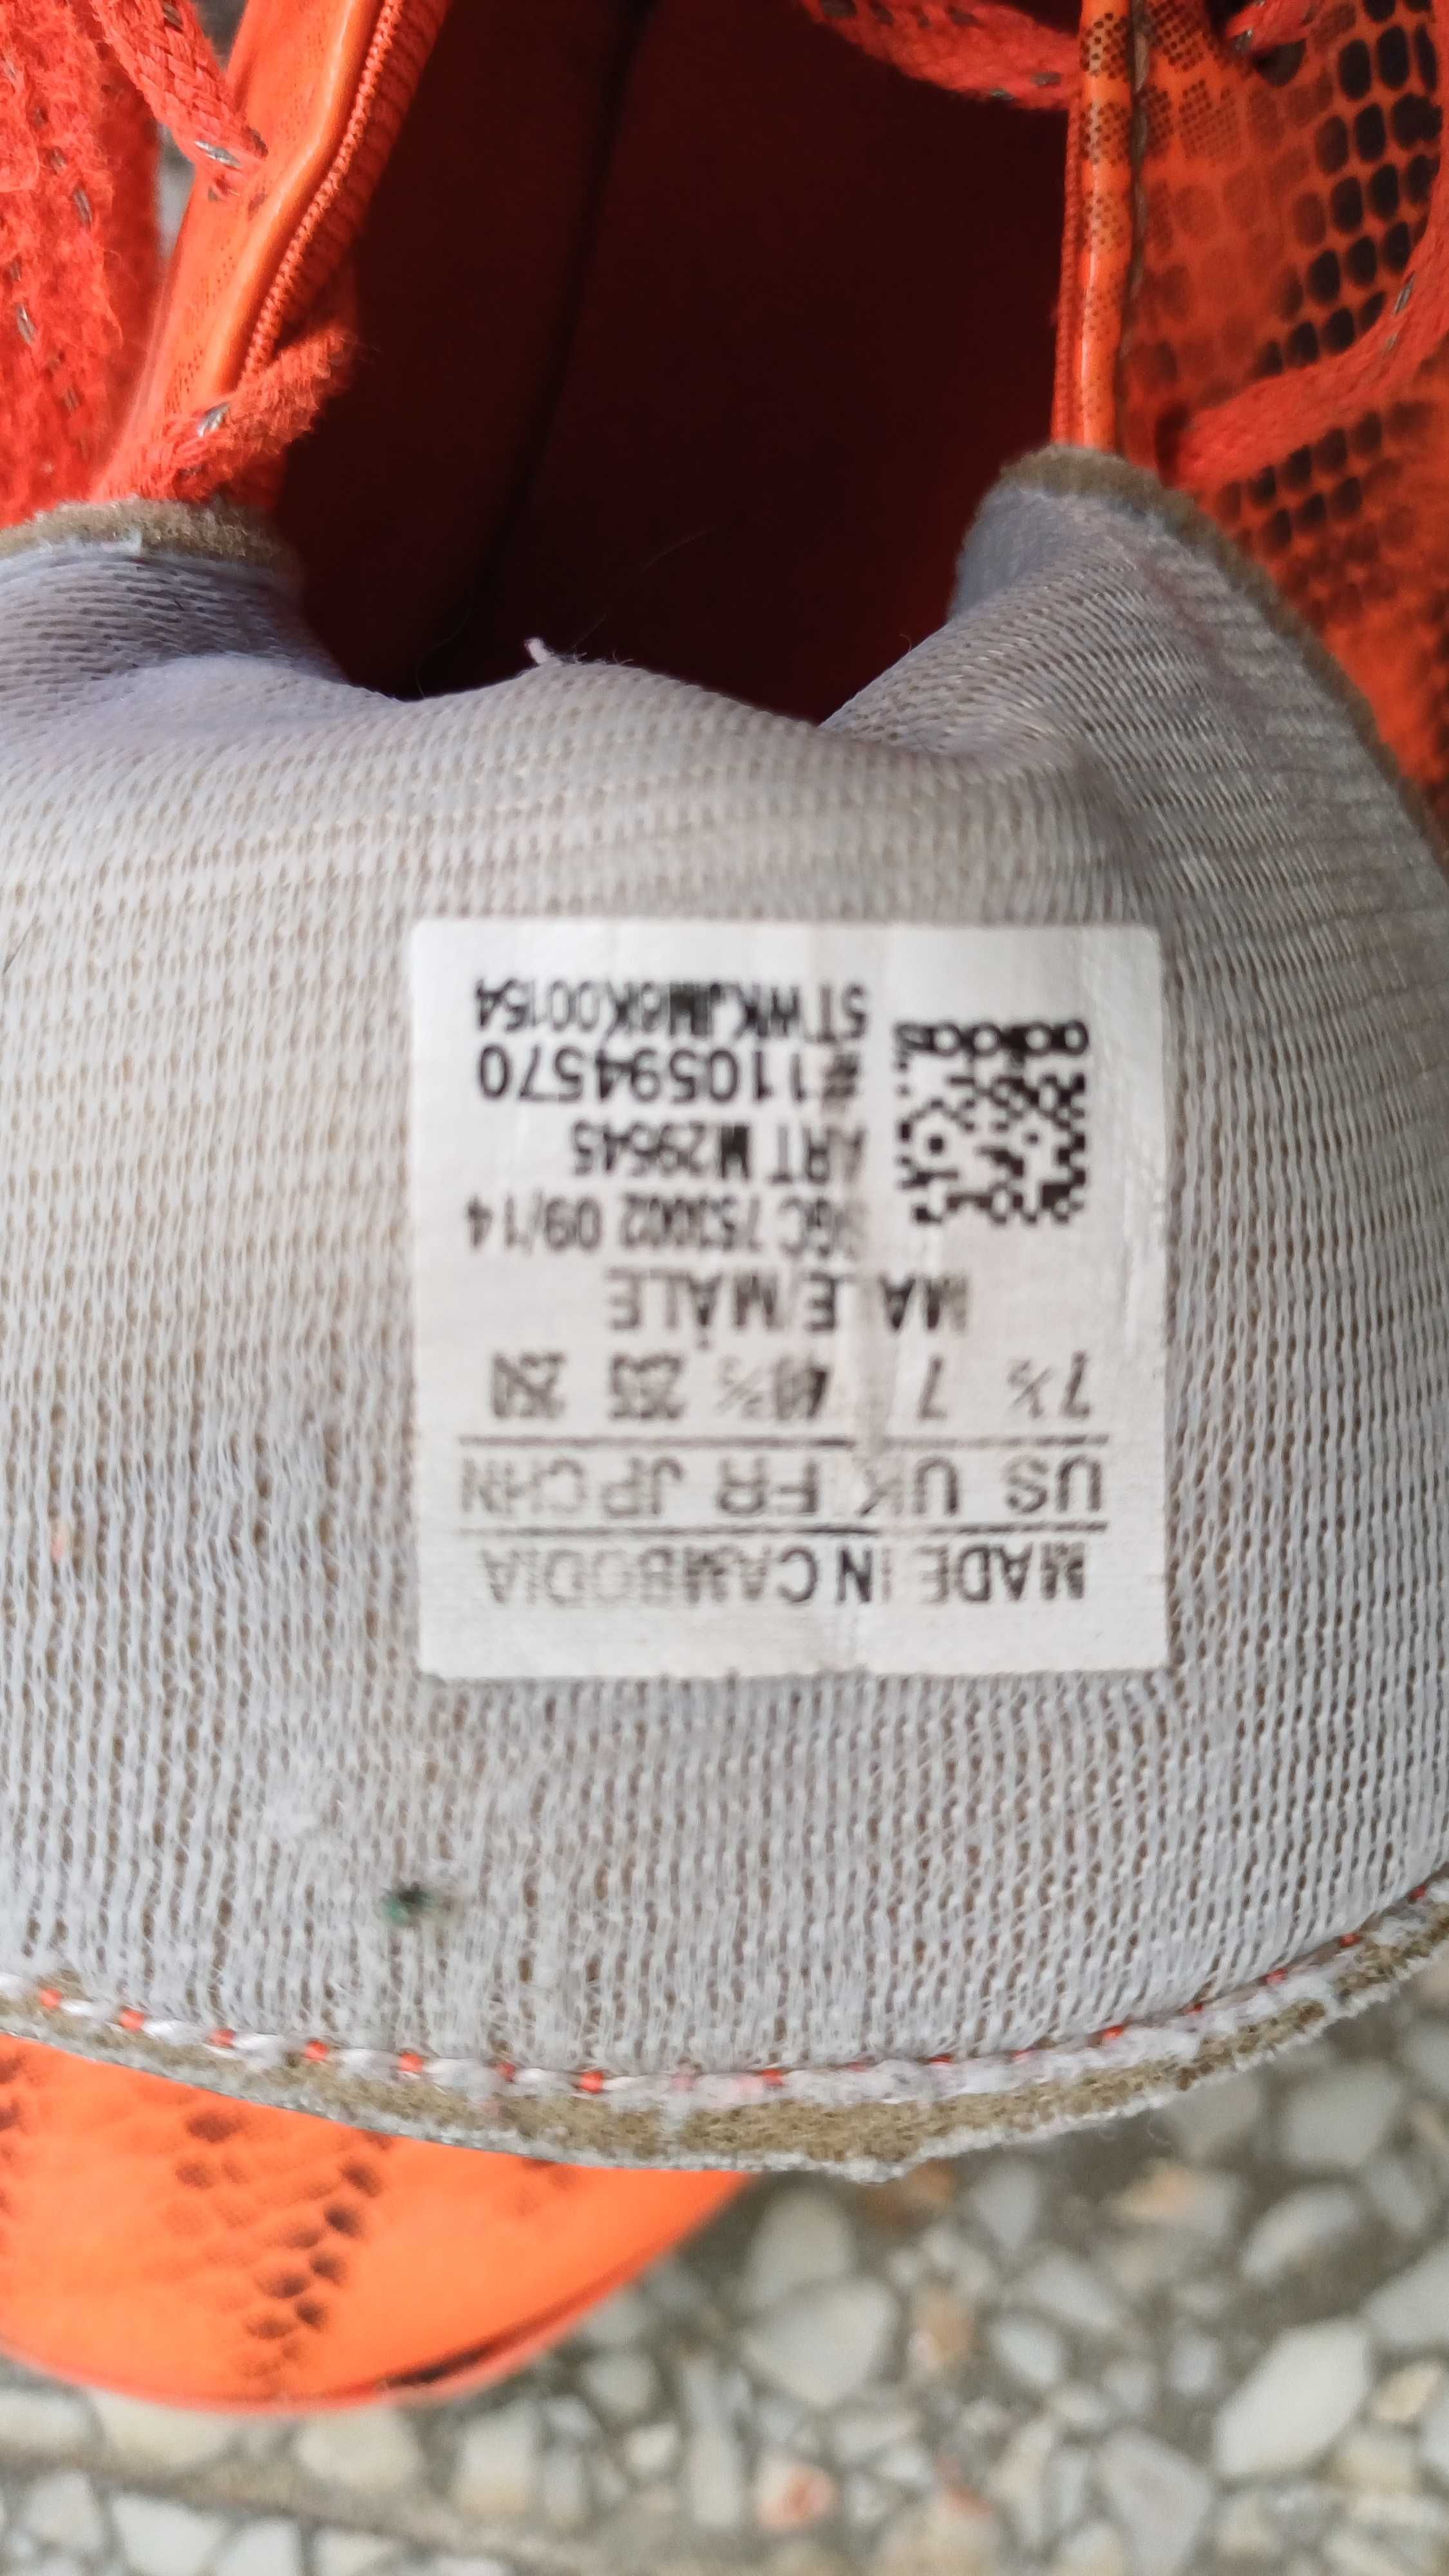 MADE IN CAMBODIA
US UK FR JP CHN
7½ 7 40⅔ 255 250
MALE/MÂLE
753002 09/14
ART M29645
#110594570